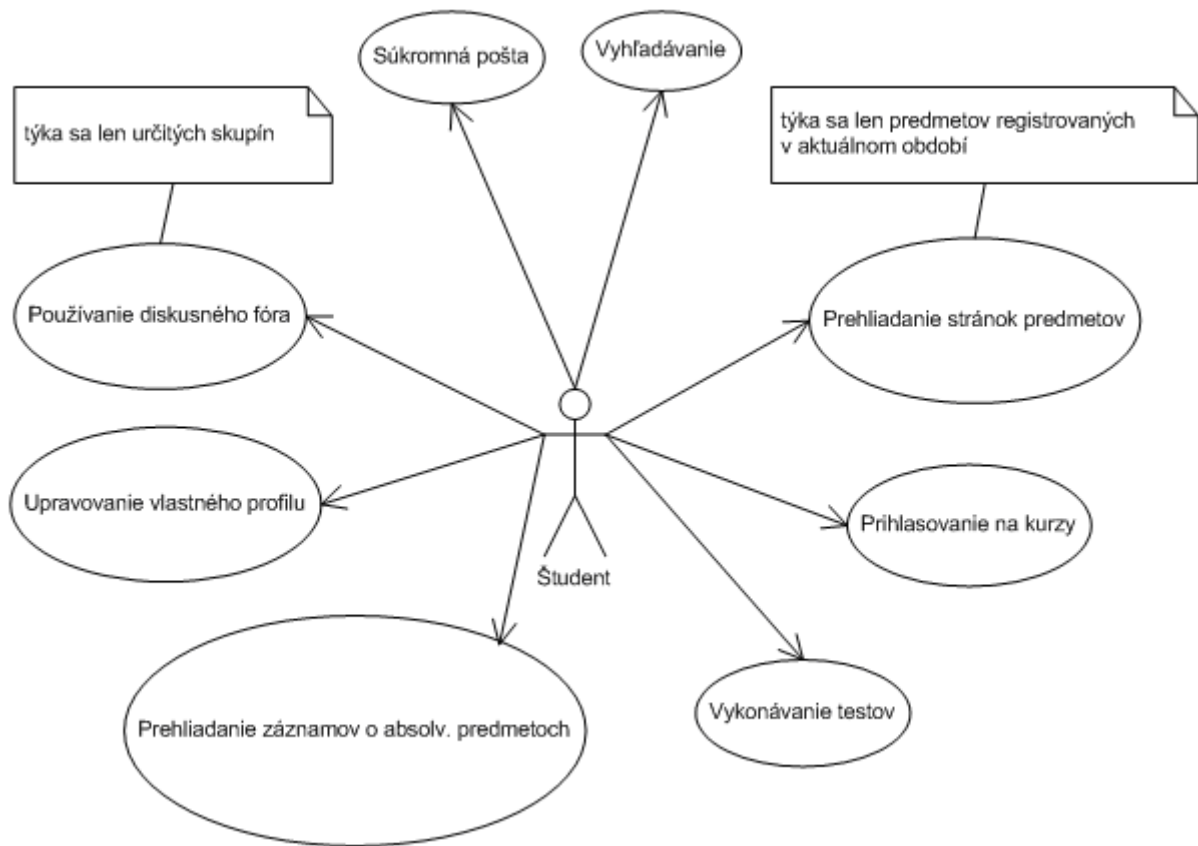 Súkromná pošta
Vyhľadávanie
týka sa len určitých skupín
týka sa len predmetov registrovaných
v aktuálnom období
Používanie diskusného fóra
Prehliadanie stránok predmetov
Upravovanie vlastného profilu
Prihlasovanie na kurzy
Študent
Prehliadanie záznamov o absolv. predmetoch
Vykonávanie testov